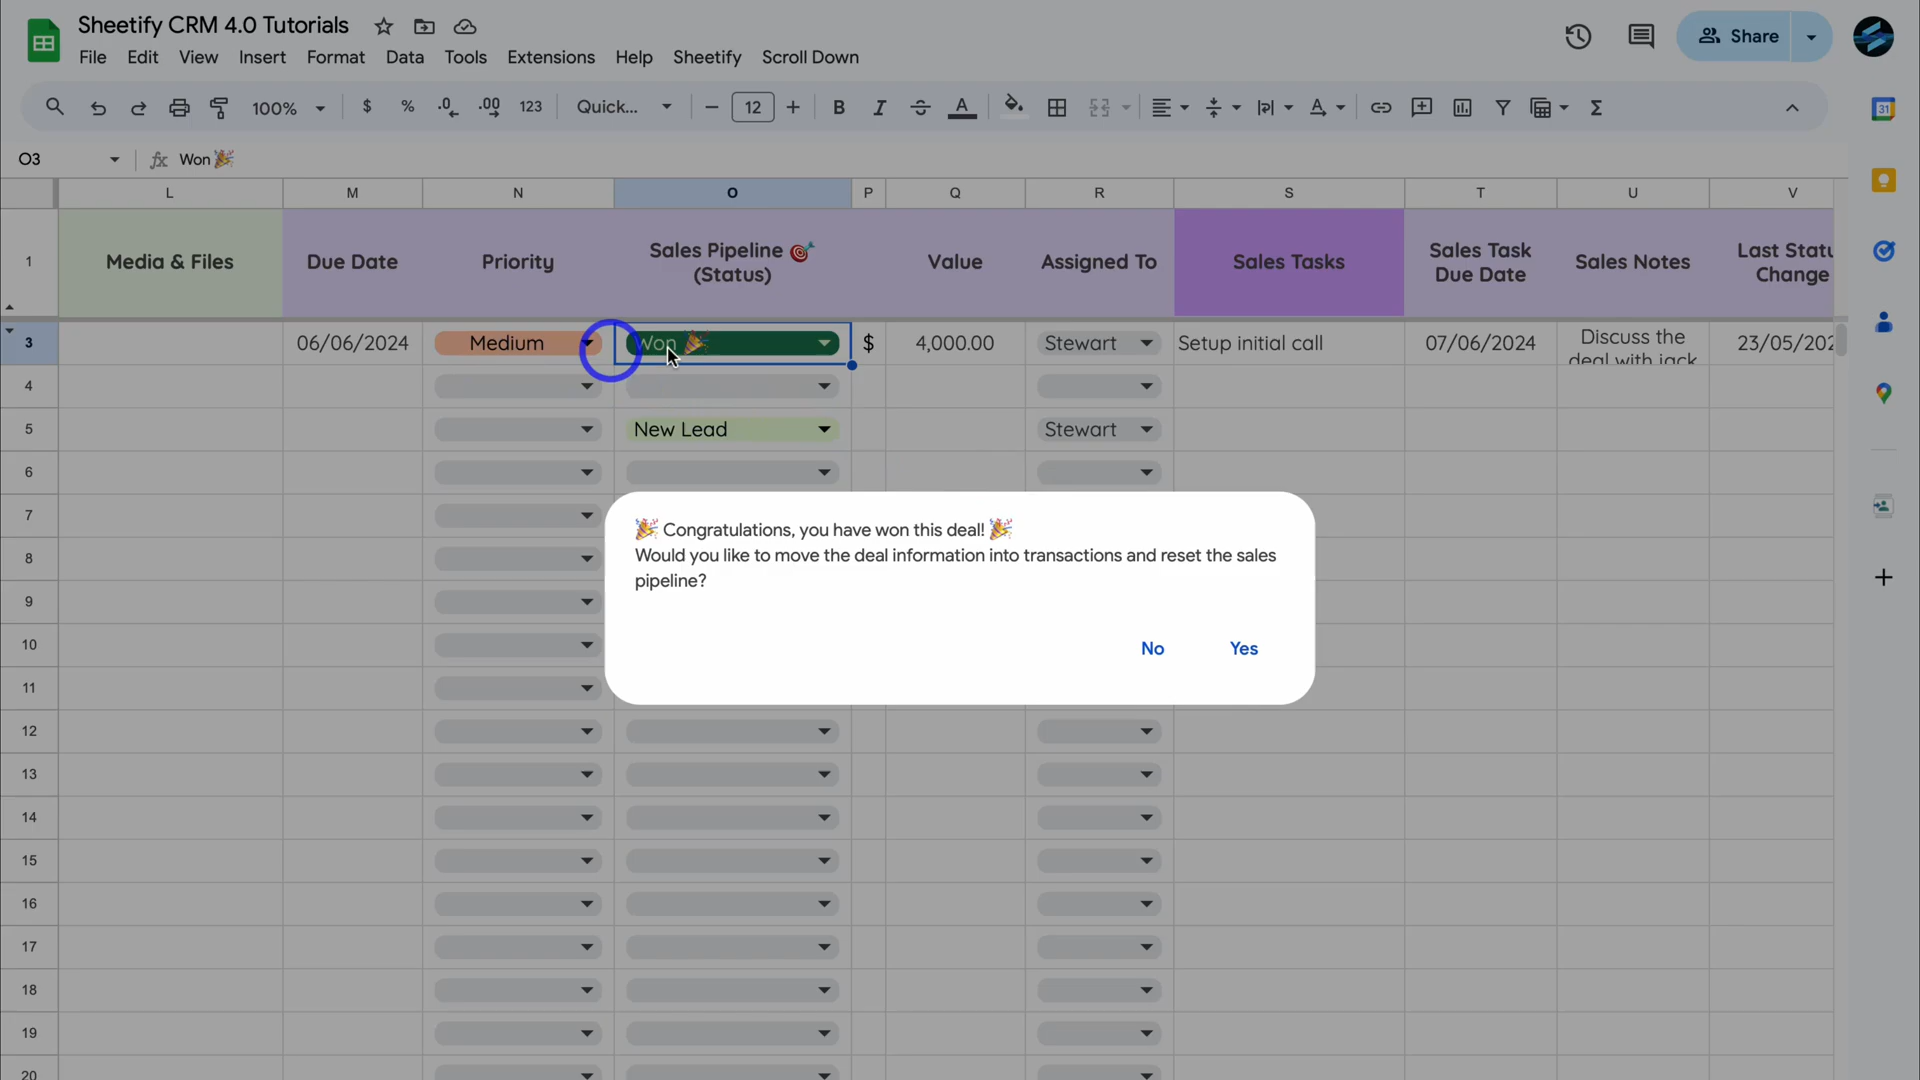 Sheetify CRM 4.0 Tutorials
File Edit View Insert Format Data Tools Extensions Help Sheetify Scroll Down
Share
100% $ % .0 .00 123 Quick... 12 B I A
31
O3 fx Won 🎉
L M N O P Q R S T U V
1 Media & Files Due Date Priority Sales Pipeline 🎯 (Status) Value Assigned To Sales Tasks Sales Task Due Date Sales Notes Last Statu Change
3 06/06/2024 Medium Won 🎉 $ 4,000.00 Stewart Setup initial call 07/06/2024 Discuss the deal with jack 23/05/202
4
5 New Lead Stewart
6
7
🎉 Congratulations, you have won this deal! 🎉
Would you like to move the deal information into transactions and reset the sales
pipeline?
No Yes
8
9
10
11
12
13
14
15
16
17
18
19
20